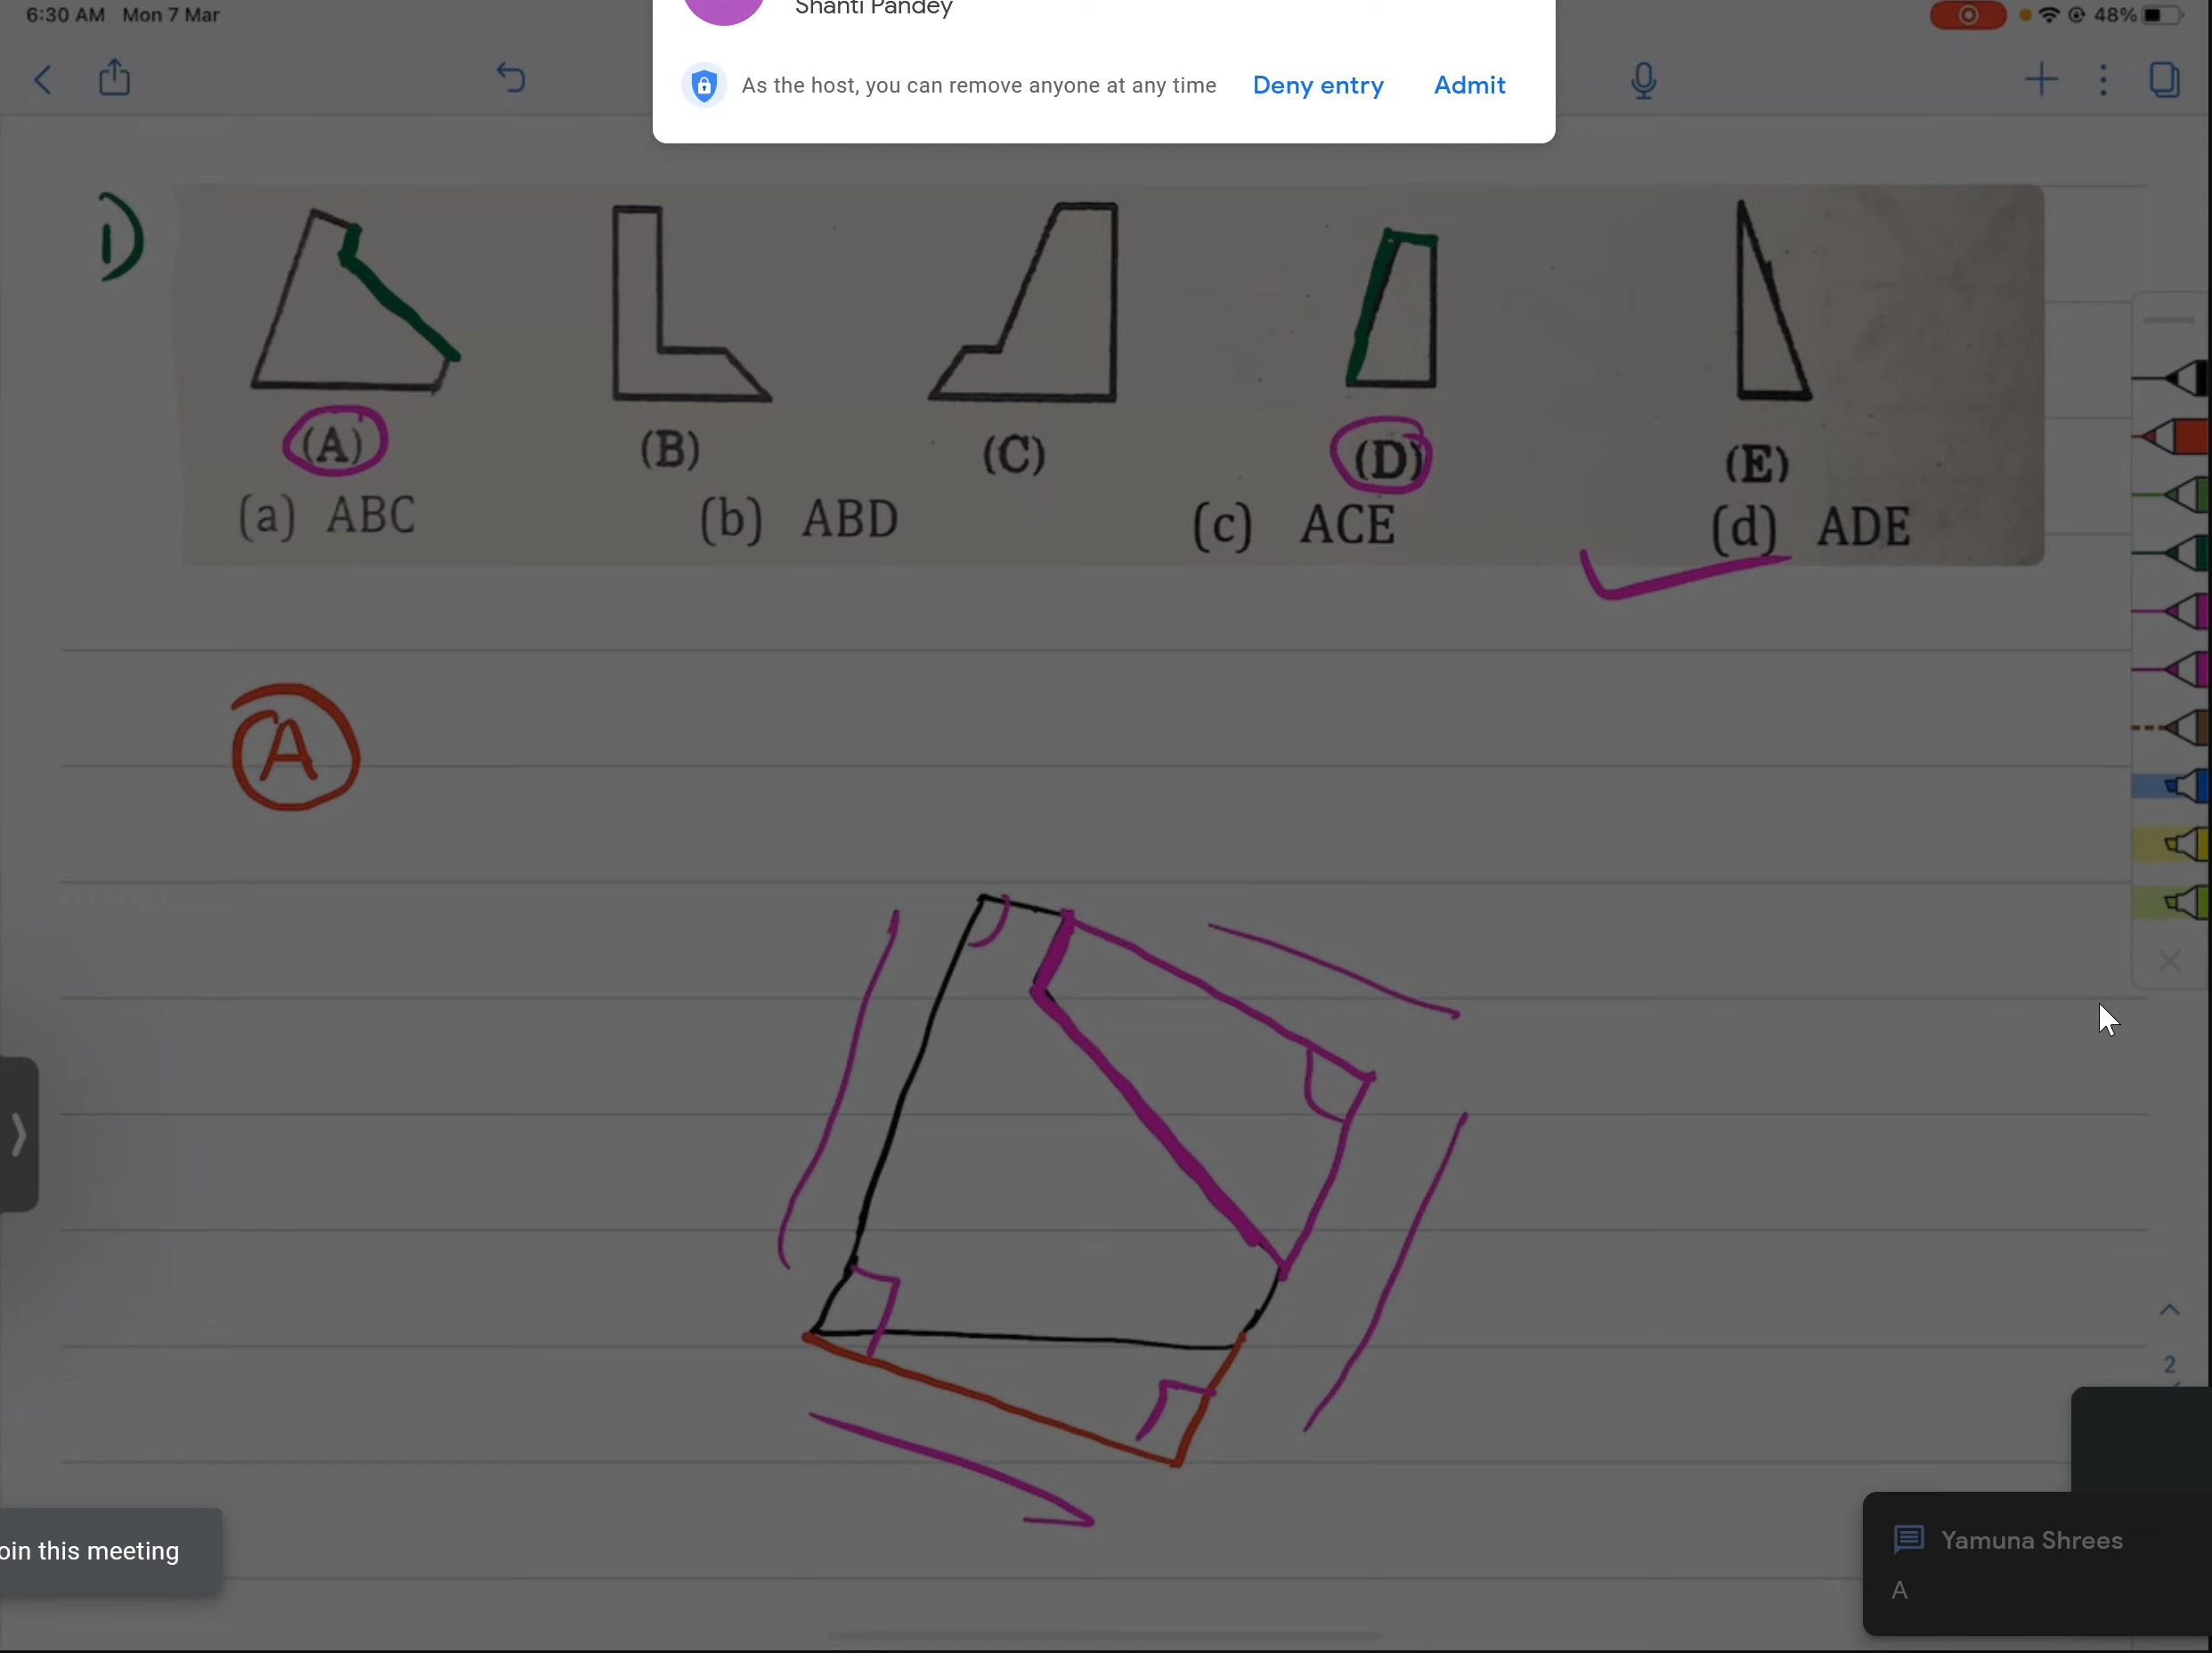 6:30 AM Mon 7 Mar
48%
Shanti Pandey
As the host, you can remove anyone at any time Deny entry Admit
1)
(A) (B) (C) (D) (E)
(a) ABC (b) ABD (c) ACE (d) ADE
A
2
oin this meeting
Yamuna Shrees
A